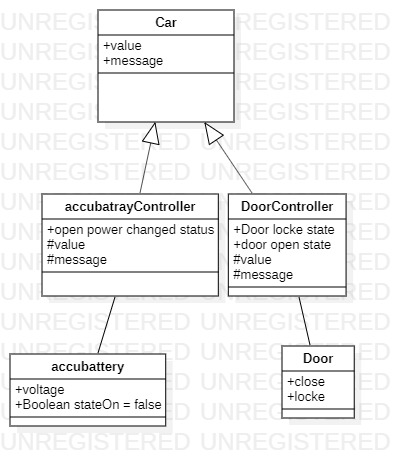 Car
+value
+message
accubatrayController
+open power changed status
#value
#message
DoorController
+Door locke state
+door open state
#value
#message
accubattery
+voltage
+Boolean stateOn = false
Door
+close
+locke
UNREGISTERED